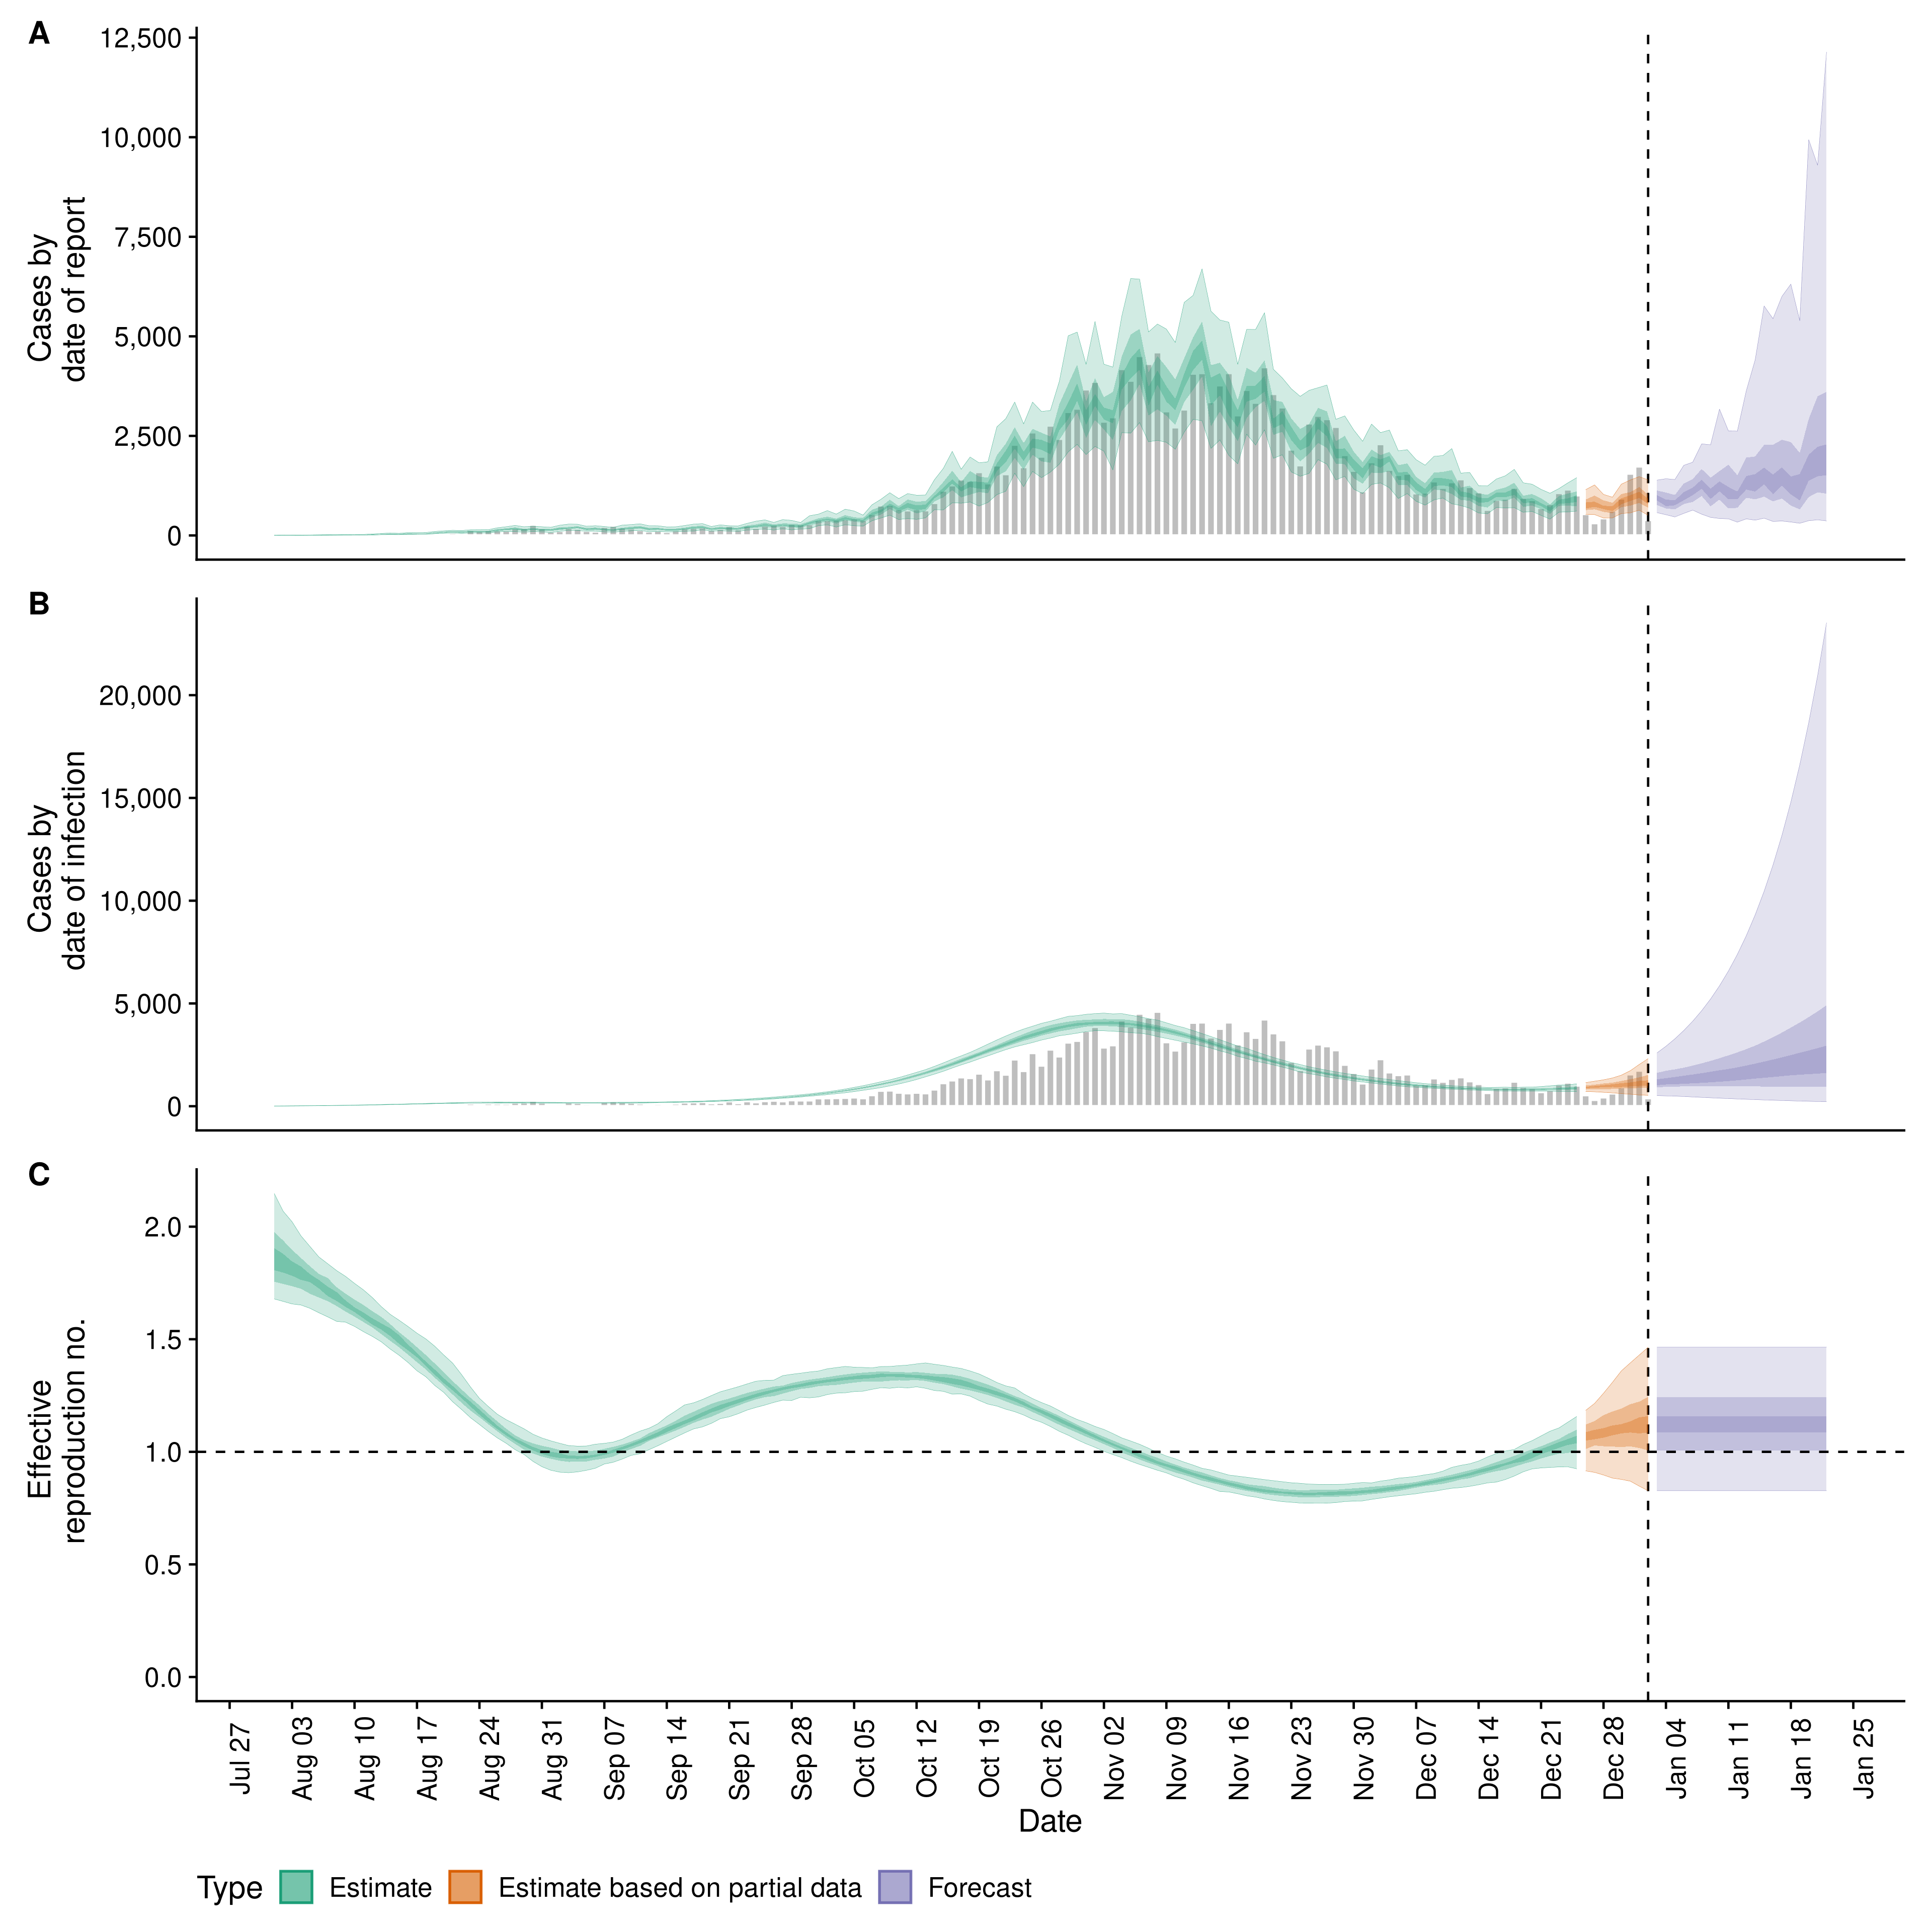 A
12,500
10,000
7,500
5,000
2,500
0
Cases by
date of report
B
20,000
15,000
10,000
5,000
0
Cases by
date of infection
C
2.0
1.5
1.0
0.5
0.0
Effective
reproduction no.
Jul 27
Aug 03
Aug 10
Aug 17
Aug 24
Aug 31
Sep 07
Sep 14
Sep 21
Sep 28
Oct 05
Oct 12
Oct 19
Oct 26
Nov 02
Nov 09
Nov 16
Nov 23
Nov 30
Dec 07
Dec 14
Dec 21
Dec 28
Jan 04
Jan 11
Jan 18
Jan 25
Date
Type Estimate Estimate based on partial data Forecast